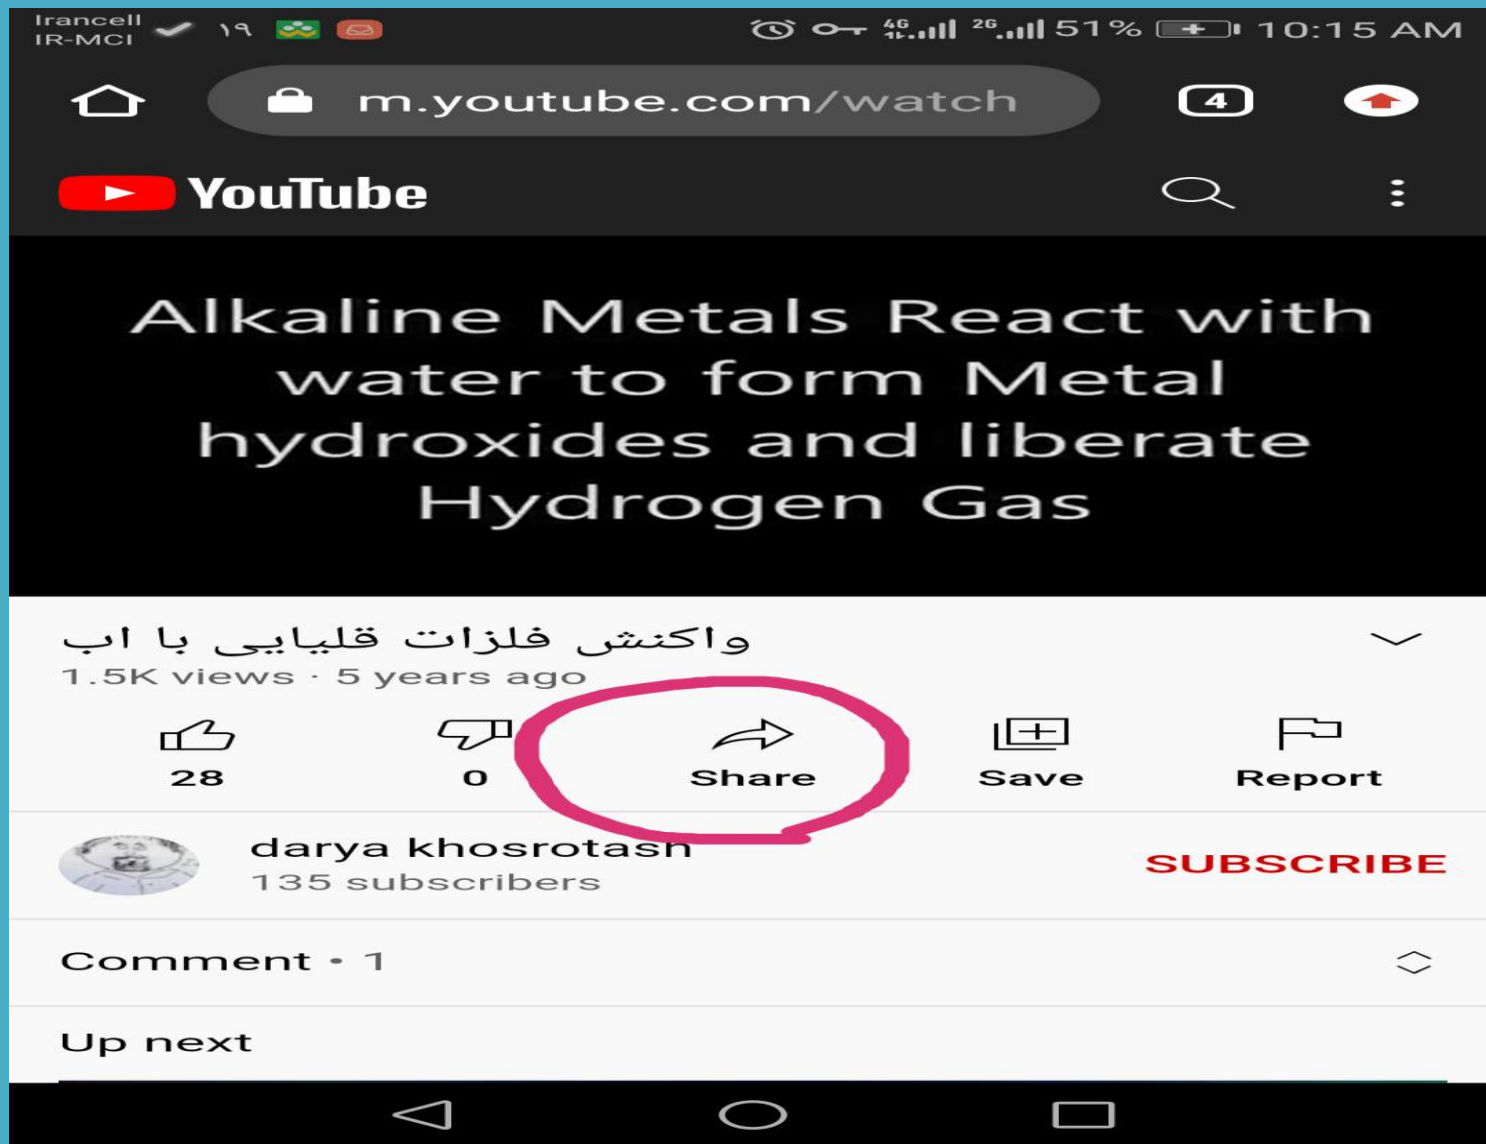 Irancell
IR-MCI
۱۹
4G
2G
51% 10:15 AM
m.youtube.com/watch
4
YouTube
Alkaline Metals React with
water to form Metal
hydroxides and liberate
Hydrogen Gas
واکنش فلزات قلیایی با اب
1.5K views · 5 years ago
28
0
Share
Save
Report
darya khosrotash
135 subscribers
SUBSCRIBE
Comment • 1
Up next